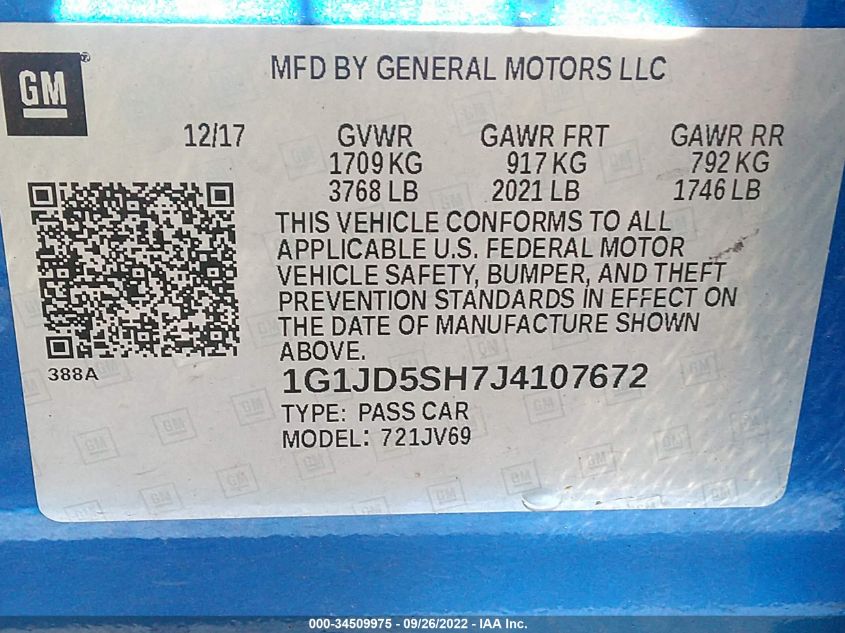 GM
MFD BY GENERAL MOTORS LLC
12/17 GVWR GAWR FRT GAWR RR
1709 KG 917 KG 792 KG
3768 LB 2021 LB 1746 LB
THIS VEHICLE CONFORMS TO ALL
APPLICABLE U.S. FEDERAL MOTOR
VEHICLE SAFETY, BUMPER, AND THEFT
PREVENTION STANDARDS IN EFFECT ON
THE DATE OF MANUFACTURE SHOWN
ABOVE.
388A
1G1JD5SH7J4107672
TYPE: PASS CAR
MODEL: 721JV69
000-34509975 - 09/26/2022 - IAA Inc.